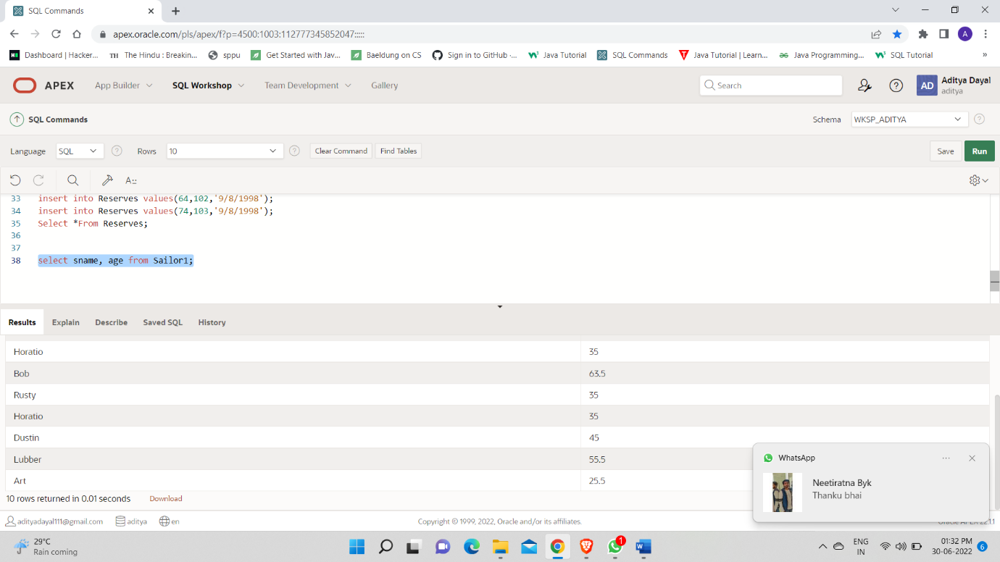 SQL Commands
apex.oracle.com/pls/apex/f?p=4500:1003:112777345852047:::::
A
Dashboard | Hacker... TH The Hindu : Breakin... sppu Get Started with Jav... Baeldung on CS Sign in to GitHub ·... Java Tutorial SQL Commands Java Tutorial | Learn... Java Programming... SQL Tutorial »
APEX App Builder SQL Workshop Team Development Gallery Search AD Aditya Dayal
aditya
SQL Commands Schema WKSP_ADITYA
Language SQL Rows 10 Clear Command Find Tables Save Run
33 insert into Reserves values(64,102,'9/8/1998');
34 insert into Reserves values(74,103,'9/8/1998');
35 Select *From Reserves;
36
37
38 select sname, age from Sailor1;
Results Explain Describe Saved SQL History
Horatio 35
Bob 63.5
Rusty 35
Horatio 35
Dustin 45
Lubber 55.5
Art 25.5
10 rows returned in 0.01 seconds Download
WhatsApp
Neetiratna Byk
Thanku bhai
adityadayal111@gmail.com aditya en Copyright © 1999, 2022, Oracle and/or its affiliates.
29°C
Rain coming
1
ENG
IN
01:32 PM
30-06-2022
6